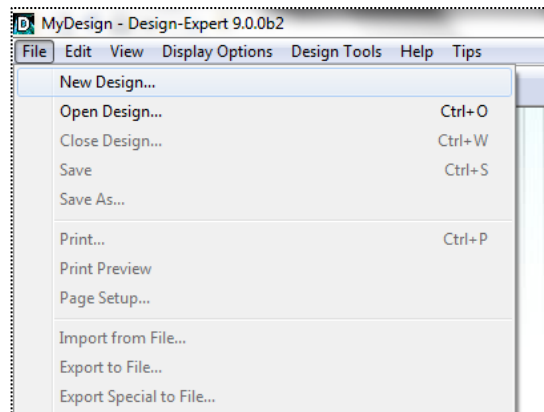 MyDesign - Design-Expert 9.0.0b2
File Edit View Display Options Design Tools Help Tips
New Design...
Open Design... Ctrl+O
Close Design... Ctrl+W
Save Ctrl+S
Save As...
Print... Ctrl+P
Print Preview
Page Setup...
Import from File...
Export to File...
Export Special to File...